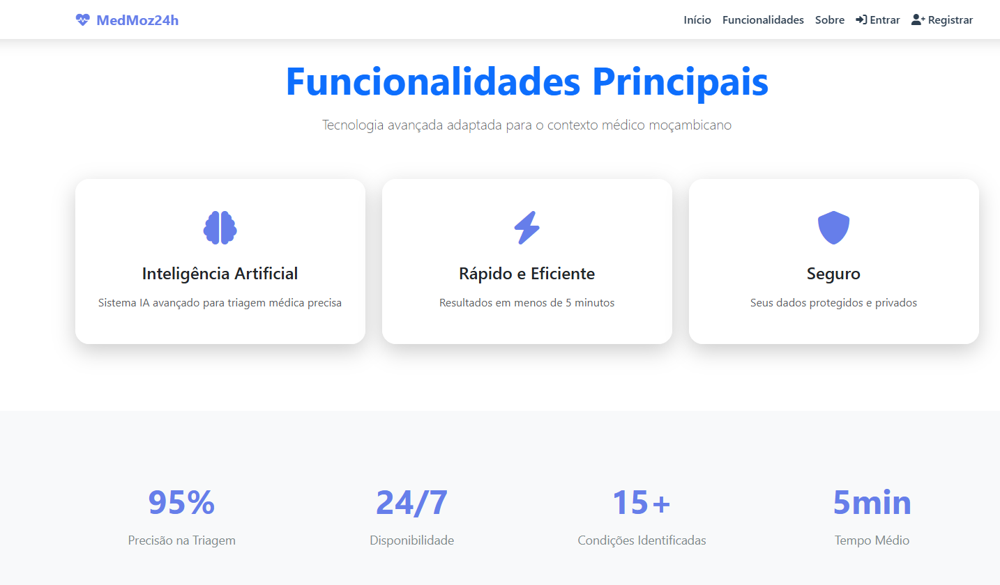 MedMoz24h
Início Funcionalidades Sobre Entrar Registrar
Funcionalidades Principais
Tecnologia avançada adaptada para o contexto médico moçambicano
Inteligência Artificial
Sistema IA avançado para triagem médica precisa
Rápido e Eficiente
Resultados em menos de 5 minutos
Seguro
Seus dados protegidos e privados
95%
Precisão na Triagem
24/7
Disponibilidade
15+
Condições Identificadas
5min
Tempo Médio